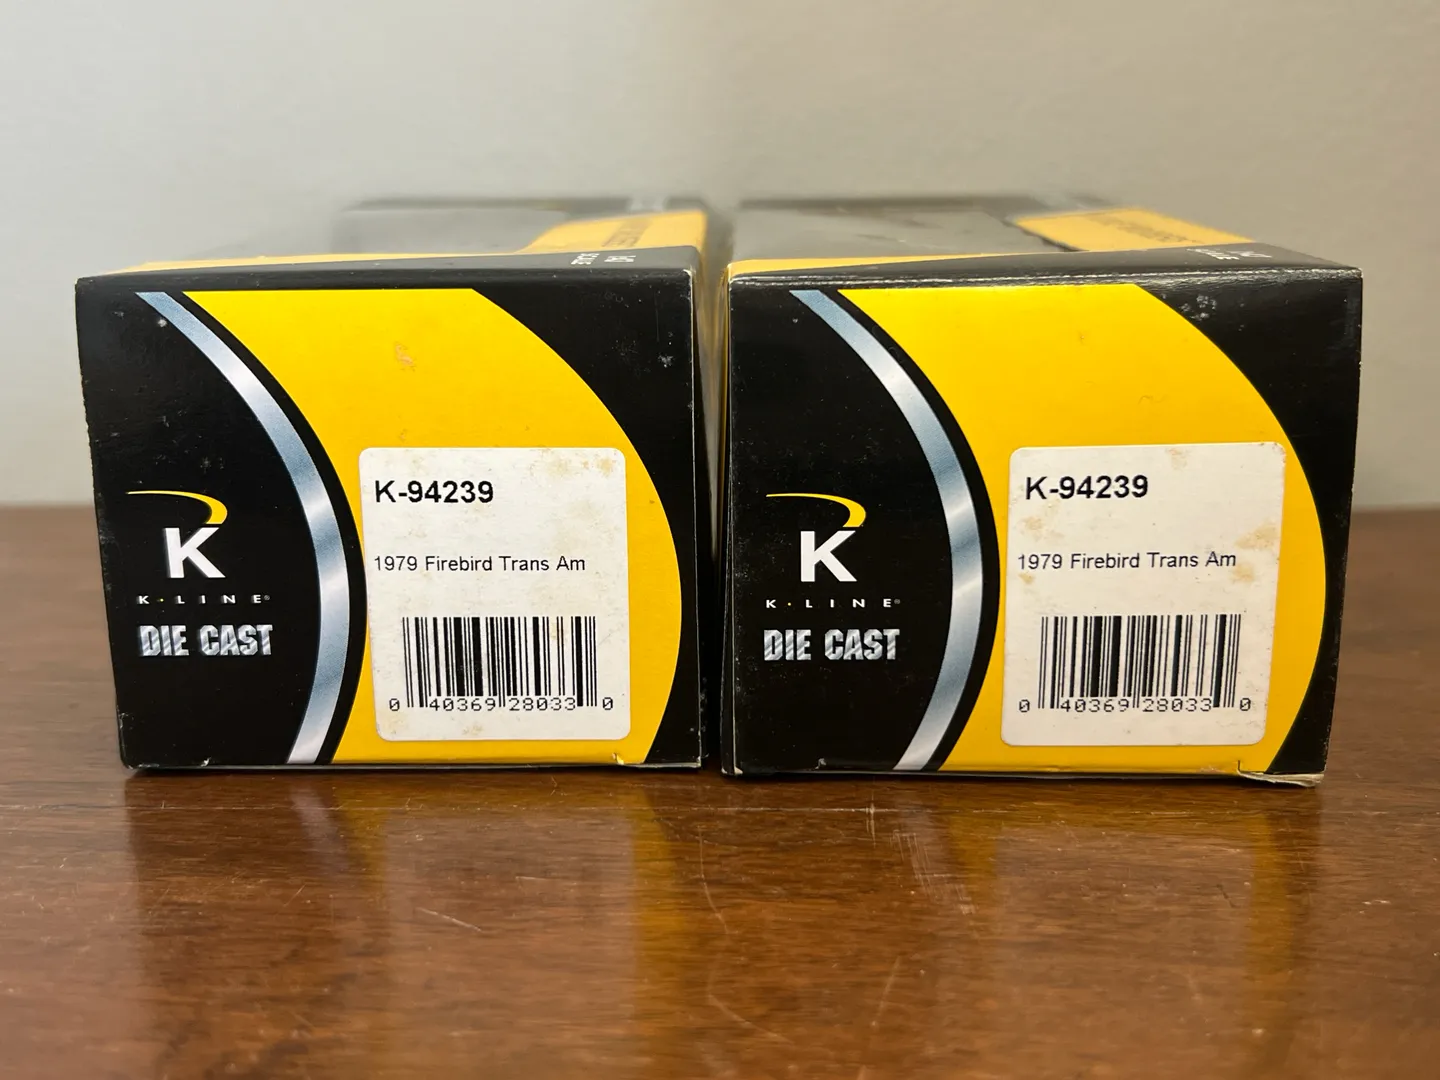 K-94239
1979 Firebird Trans Am
K
K·LINE®
DIE CAST
0 40369 28033 0
K-94239
1979 Firebird Trans Am
K
K·LINE®
DIE CAST
0 40369 28033 0